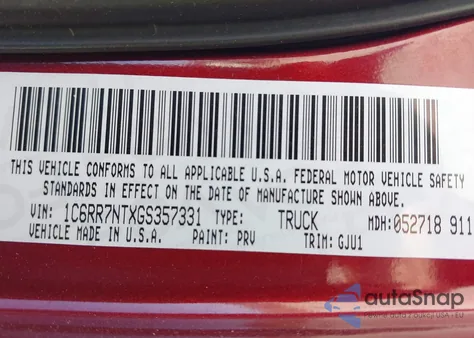 THIS VEHICLE CONFORMS TO ALL APPLICABLE U.S.A. FEDERAL MOTOR VEHICLE SAFETY
STANDARDS IN EFFECT ON THE DATE OF MANUFACTURE SHOWN ABOVE.
VIN: 1C6RR7NTXGS357331 TYPE: TRUCK MDH:052718 911
VEHICLE MADE IN U.S.A. PAINT: PRV TRIM: GJU1
autoSnap